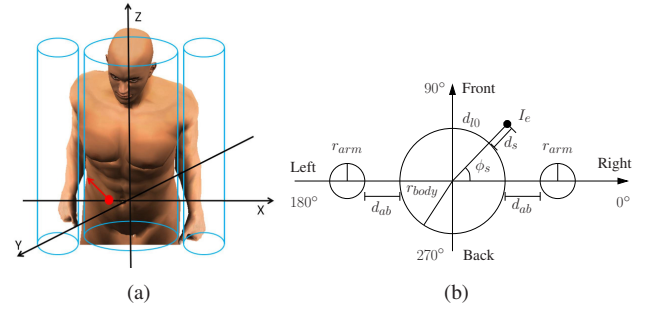 Z
X
Y
(a)
90° Front
I_e
d_{l0}
d_s
r_{arm}
r_{arm}
Left
ϕ_s
Right
180°
r_{body}
0°
d_{ab}
d_{ab}
270° Back
(b)